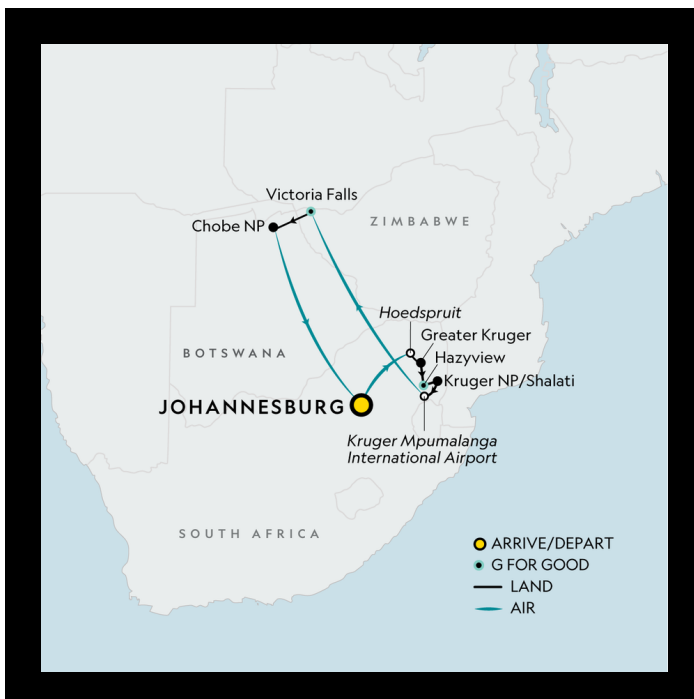 Victoria Falls
Chobe NP
ZIMBABWE
Hoedspruit
Greater Kruger
BOTSWANA
Hazyview
Kruger NP/Shalati
JOHANNESBURG
Kruger Mpumalanga
International Airport
SOUTH AFRICA
ARRIVE/DEPART
G FOR GOOD
LAND
AIR